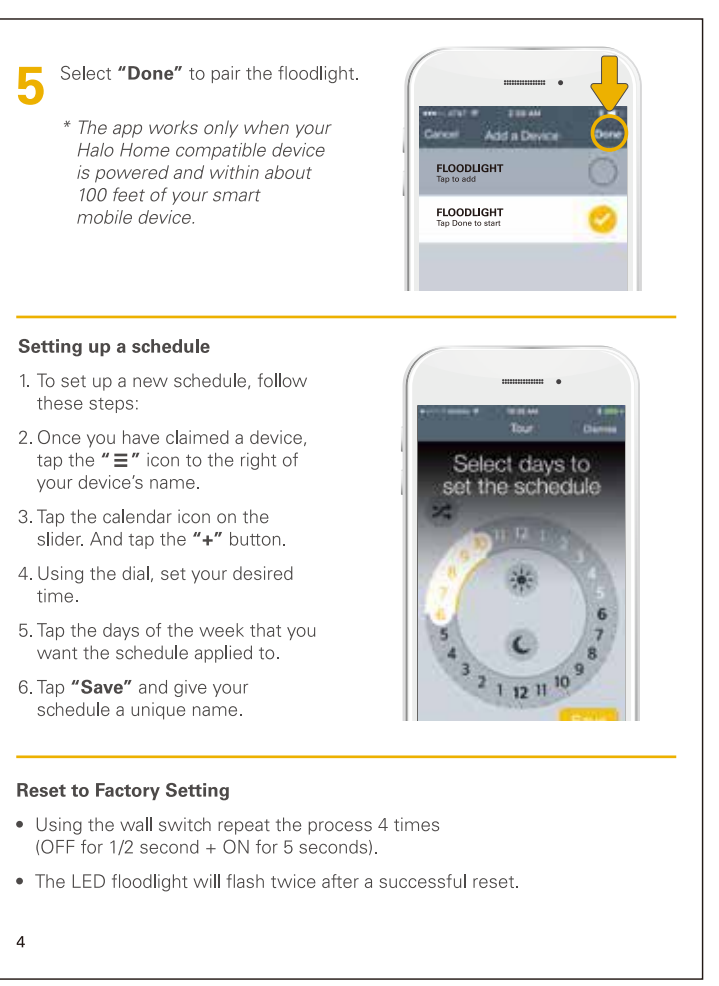 5 Select “Done” to pair the floodlight.
* The app works only when your
Halo Home compatible device
is powered and within about
100 feet of your smart
mobile device.
2:55 AM
Cancel Add a Device Done
FLOODLIGHT
Tap to add
FLOODLIGHT
Tap Done to start
Setting up a schedule
1. To set up a new schedule, follow
these steps:
2. Once you have claimed a device,
tap the “☰” icon to the right of
your device’s name.
3. Tap the calendar icon on the
slider. And tap the “+” button.
4. Using the dial, set your desired
time.
5. Tap the days of the week that you
want the schedule applied to.
6. Tap “Save” and give your
schedule a unique name.
Tour Dismiss
Select days to
set the schedule
11 12 1 2 3 4 5 6 7 8 9 10 11 12 1 2 3 4 5 6 7 8 9 10
Save
Reset to Factory Setting
• Using the wall switch repeat the process 4 times
(OFF for 1/2 second + ON for 5 seconds).
• The LED floodlight will flash twice after a successful reset.
4